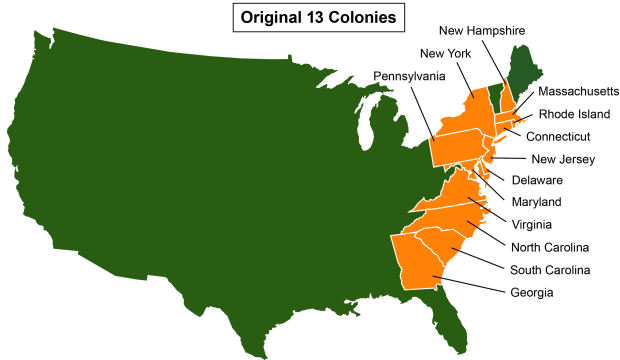 Original 13 Colonies
New Hampshire
New York
Pennsylvania
Massachusetts
Rhode Island
Connecticut
New Jersey
Delaware
Maryland
Virginia
North Carolina
South Carolina
Georgia